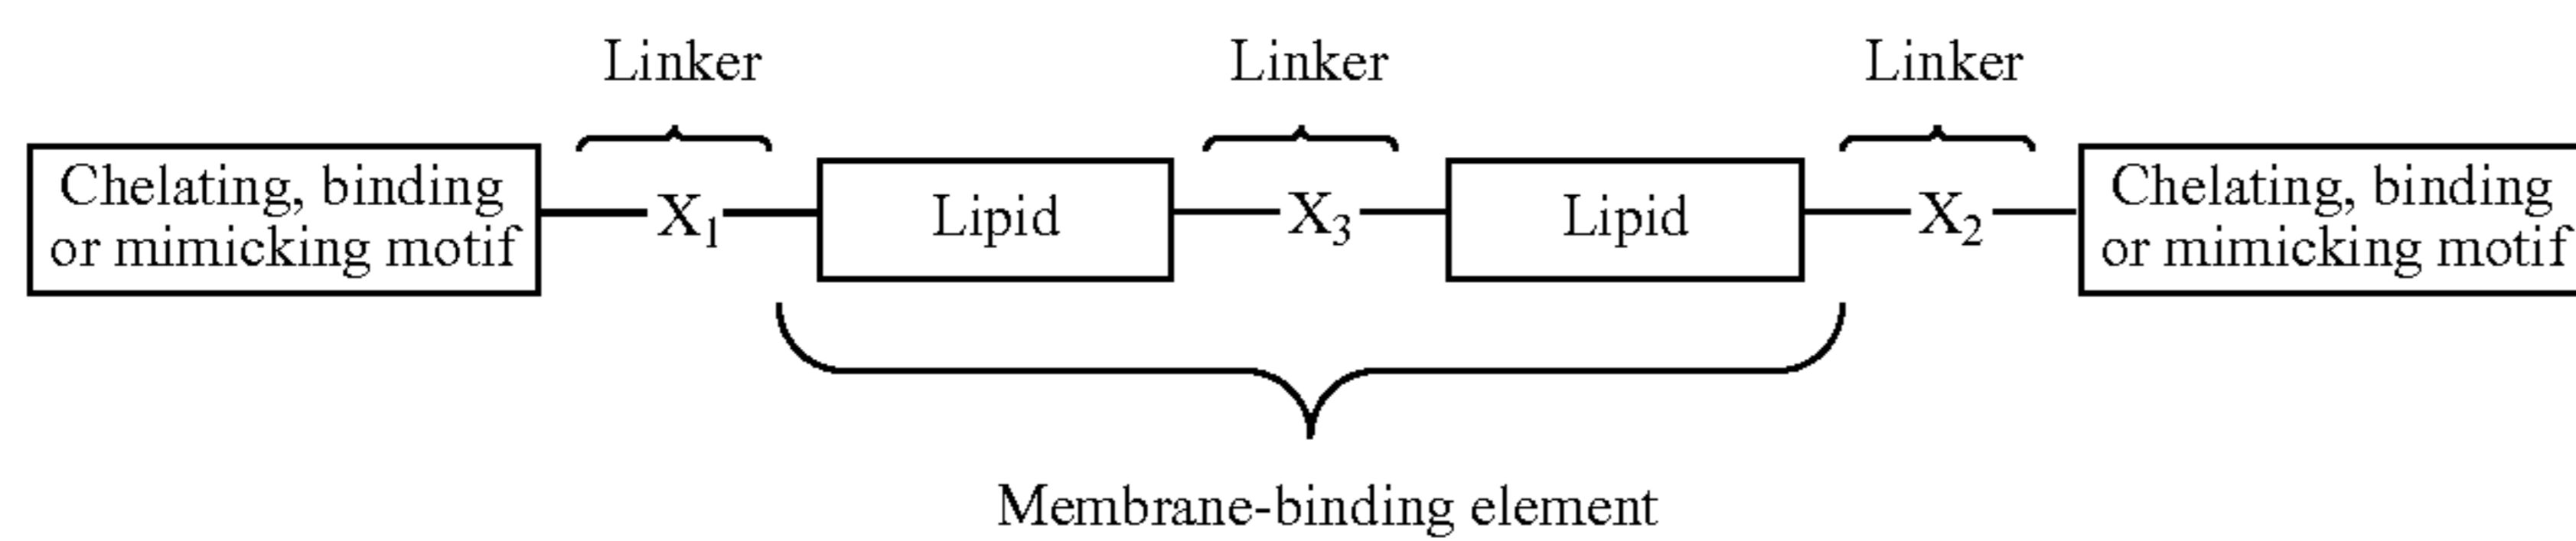 Linker Linker Linker
Chelating, binding
or mimicking motif
X₁
Lipid
X₃
Lipid
X₂
Chelating, binding
or mimicking motif
Membrane-binding element